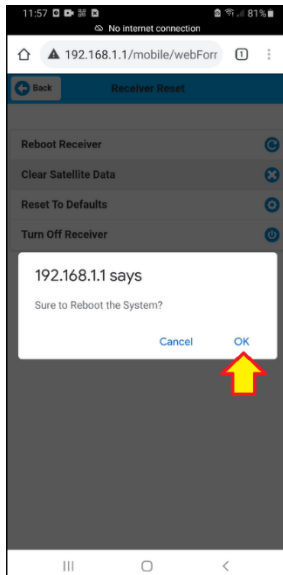 11:57
81%
No internet connection
192.168.1.1/mobile/webForr
1
Back
Receiver Reset
Reboot Receiver
Clear Satellite Data
Reset To Defaults
Turn Off Receiver
192.168.1.1 says
Sure to Reboot the System?
Cancel OK